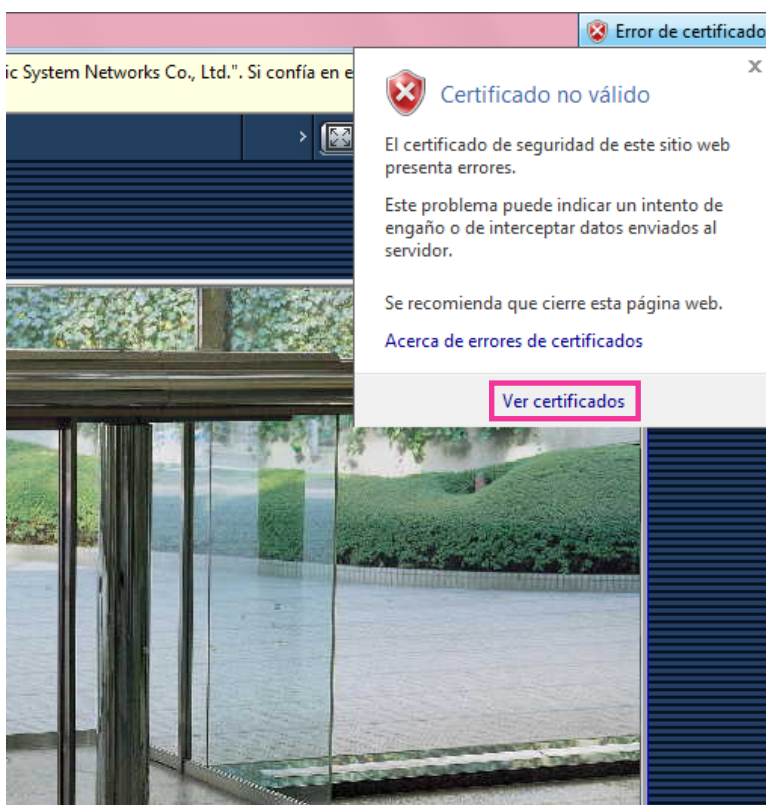 Error de certificado
ic System Networks Co., Ltd.". Si confía en e
Certificado no válido
El certificado de seguridad de este sitio web
presenta errores.
Este problema puede indicar un intento de
engaño o de interceptar datos enviados al
servidor.
Se recomienda que cierre esta página web.
Acerca de errores de certificados
Ver certificados